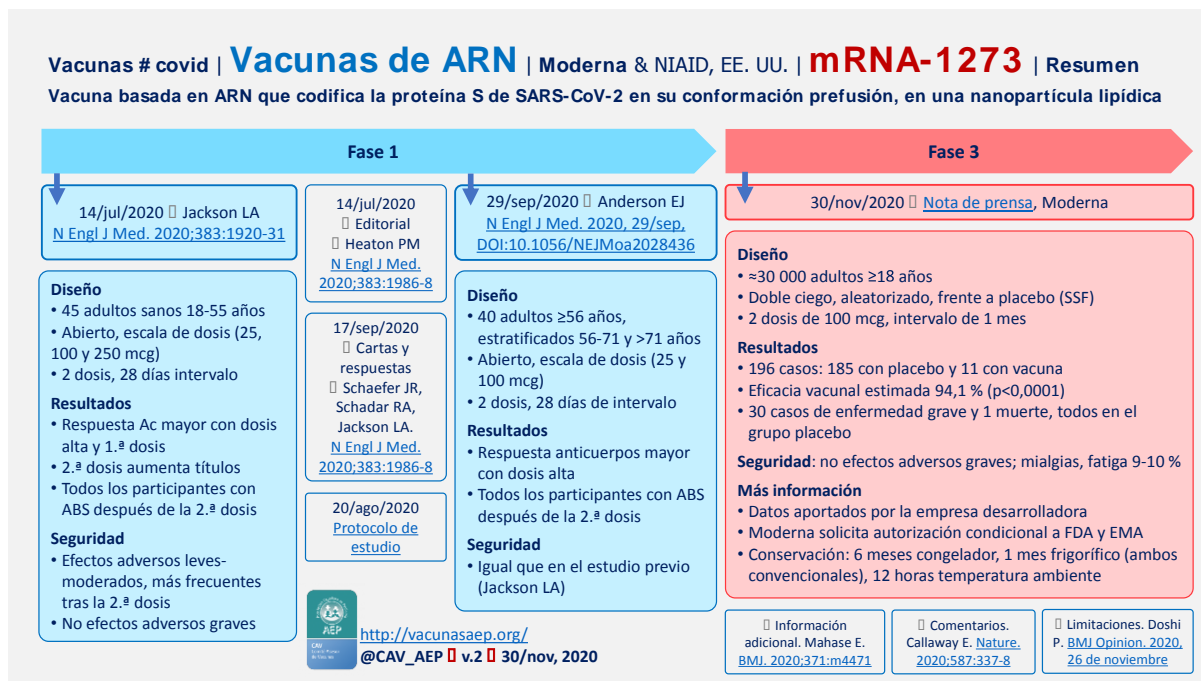 Vacunas # covid | Vacunas de ARN | Moderna & NIAID, EE. UU. | mRNA-1273 | Resumen
Vacuna basada en ARN que codifica la proteína S de SARS-CoV-2 en su conformación prefusión, en una nanopartícula lipídica
Fase 1
14/jul/2020 Jackson LA
N Engl J Med. 2020;383:1920-31
Diseño
• 45 adultos sanos 18-55 años
• Abierto, escala de dosis (25,
100 y 250 mcg)
• 2 dosis, 28 días intervalo
Resultados
• Respuesta Ac mayor con dosis
alta y 1.ª dosis
• 2.ª dosis aumenta títulos
• Todos los participantes con
ABS después de la 2.ª dosis
Seguridad
• Efectos adversos leves-
moderados, más frecuentes
tras la 2.ª dosis
• No efectos adversos graves
14/jul/2020
Editorial
Heaton PM
N Engl J Med.
2020;383:1986-8
17/sep/2020
Cartas y
respuestas
Schaefer JR,
Schadar RA,
Jackson LA.
N Engl J Med.
2020;383:1986-8
20/ago/2020
Protocolo de
estudio
29/sep/2020 Anderson EJ
N Engl J Med. 2020, 29/sep,
DOI:10.1056/NEJMoa2028436
Diseño
• 40 adultos ≥56 años,
estratificados 56-71 y >71 años
• Abierto, escala de dosis (25 y
100 mcg)
• 2 dosis, 28 días de intervalo
Resultados
• Respuesta anticuerpos mayor
con dosis alta
• Todos los participantes con ABS
después de la 2.ª dosis
Seguridad
• Igual que en el estudio previo
(Jackson LA)
Fase 3
30/nov/2020 Nota de prensa, Moderna
Diseño
• ≈30 000 adultos ≥18 años
• Doble ciego, aleatorizado, frente a placebo (SSF)
• 2 dosis de 100 mcg, intervalo de 1 mes
Resultados
• 196 casos: 185 con placebo y 11 con vacuna
• Eficacia vacunal estimada 94,1 % (p<0,0001)
• 30 casos de enfermedad grave y 1 muerte, todos en el
grupo placebo
Seguridad: no efectos adversos graves; mialgias, fatiga 9-10 %
Más información
• Datos aportados por la empresa desarrolladora
• Moderna solicita autorización condicional a FDA y EMA
• Conservación: 6 meses congelador, 1 mes frigorífico (ambos
convencionales), 12 horas temperatura ambiente
Información
adicional. Mahase E.
BMJ. 2020;371:m4471
Comentarios.
Callaway E. Nature.
2020;587:337-8
Limitaciones. Doshi
P. BMJ Opinion. 2020,
26 de noviembre
AEP
CAV
http://vacunasaep.org/
@CAV_AEP v.2 30/nov, 2020